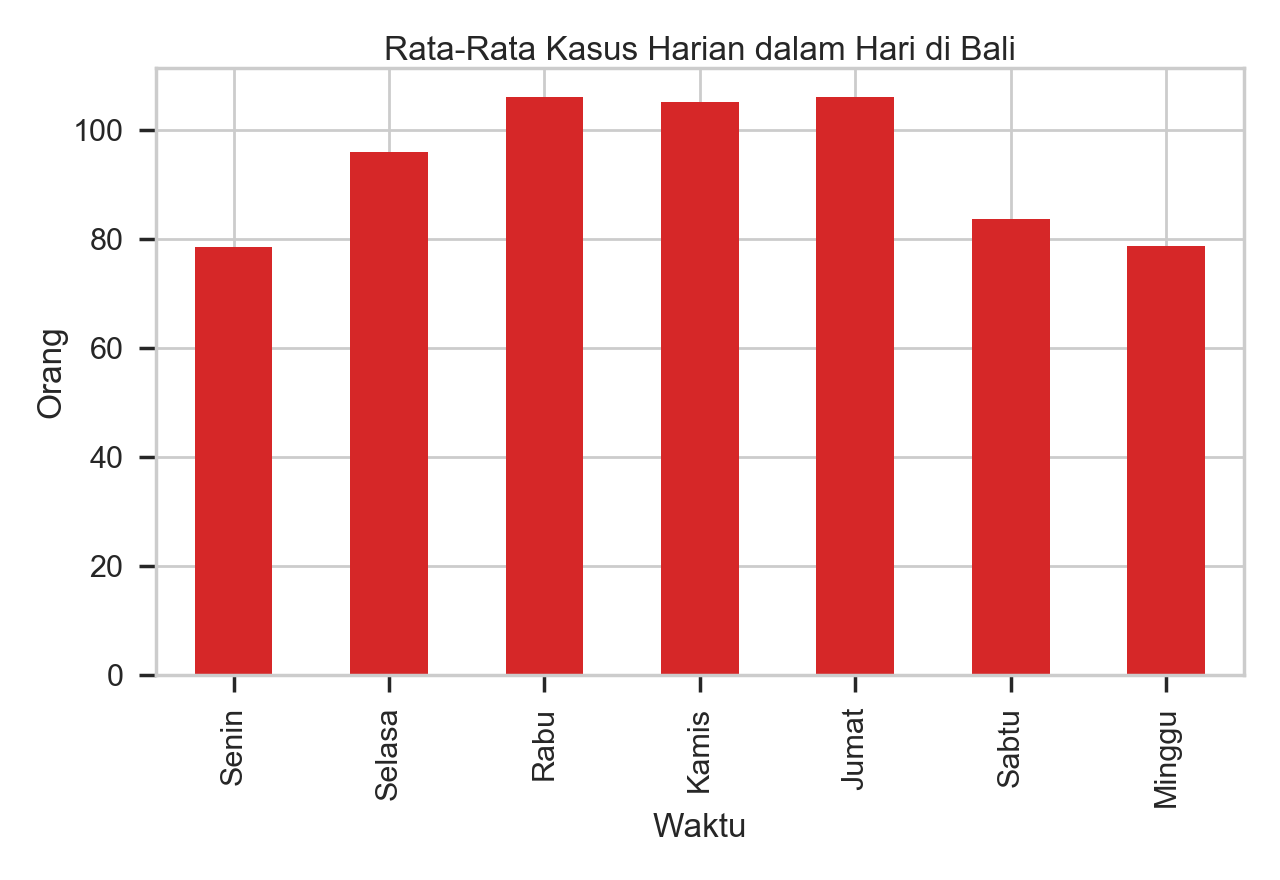 Rata-Rata Kasus Harian dalam Hari di Bali
100
80
60
40
20
0
Orang
Senin
Selasa
Rabu
Kamis
Jumat
Sabtu
Minggu
Waktu